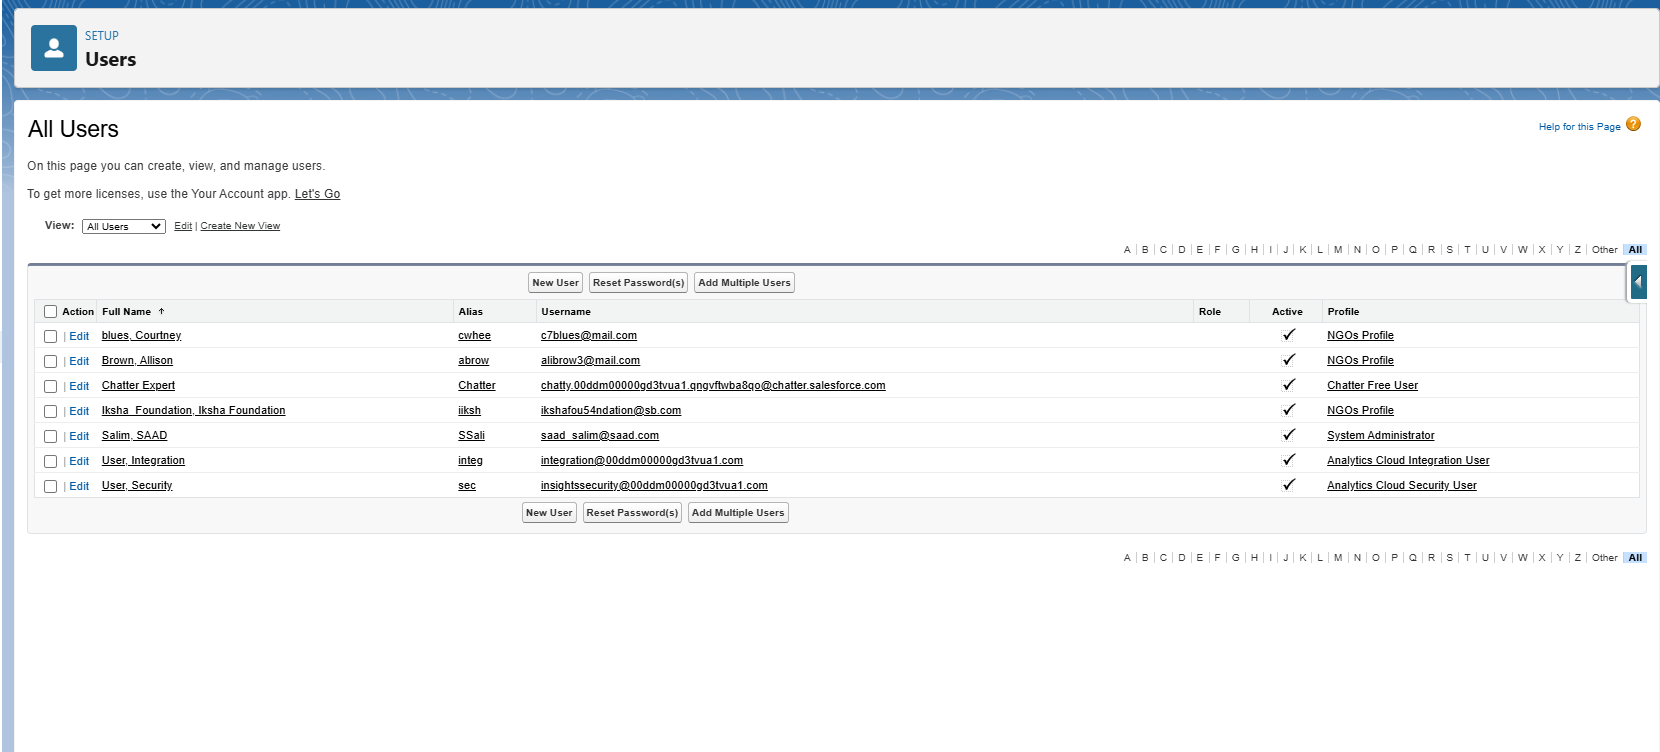 SETUP
Users
All Users
Help for this Page ?
On this page you can create, view, and manage users.
To get more licenses, use the Your Account app. Let's Go
View: All Users Edit | Create New View
A | B | C | D | E | F | G | H | I | J | K | L | M | N | O | P | Q | R | S | T | U | V | W | X | Y | Z | Other | All
New User Reset Password(s) Add Multiple Users
Action Full Name ↑ Alias Username Role Active Profile
| Edit blues, Courtney cwhee c7blues@mail.com ✓ NGOs Profile
| Edit Brown, Allison abrow alibrow3@mail.com ✓ NGOs Profile
| Edit Chatter Expert Chatter chatty.00ddm00000gd3tvua1.qngvftwba8qo@chatter.salesforce.com ✓ Chatter Free User
| Edit Iksha_Foundation, Iksha Foundation iiksh ikshafou54ndation@sb.com ✓ NGOs Profile
| Edit Salim, SAAD SSali saad_salim@saad.com ✓ System Administrator
| Edit User, Integration integ integration@00ddm00000gd3tvua1.com ✓ Analytics Cloud Integration User
| Edit User, Security sec insightssecurity@00ddm00000gd3tvua1.com ✓ Analytics Cloud Security User
New User Reset Password(s) Add Multiple Users
A | B | C | D | E | F | G | H | I | J | K | L | M | N | O | P | Q | R | S | T | U | V | W | X | Y | Z | Other | All